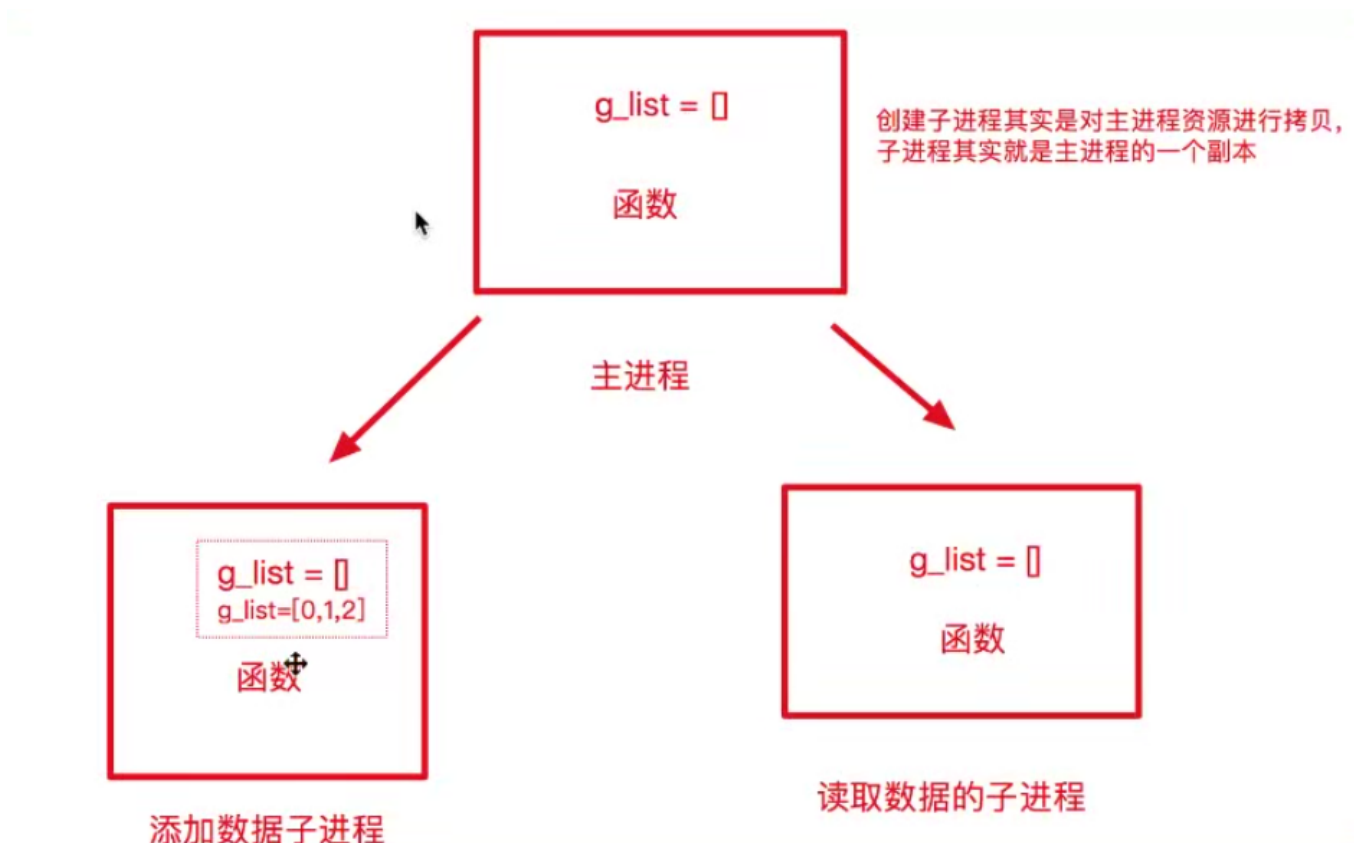 g_list = []
函数
创建子进程其实是对主进程资源进行拷贝,
子进程其实就是主进程的一个副本
主进程
g_list = []
g_list=[0,1,2]
函数
添加数据子进程
g_list = []
函数
读取数据的子进程